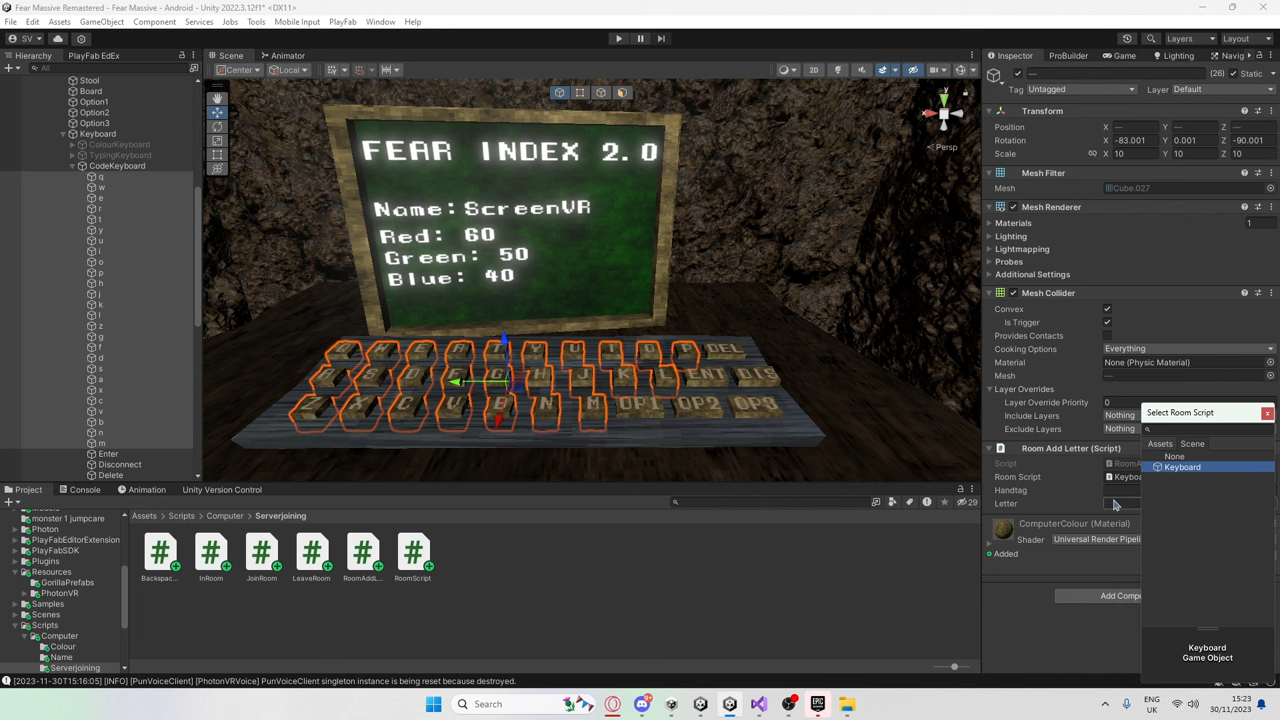 Fear Massive Remastered - Fear Massive - Android - Unity 2022.3.12f1* <DX11>
File Edit Assets GameObject Component Services Jobs Tools Mobile Input PlayFab Window Help
SV
Layers Layout
Hierarchy PlayFab EdEx
Scene Animator
Inspector ProBuilder Game Lighting Navig
All
Center Local
2D
Stool
Board
Option1
Option2
Option3
Keyboard
ColourKeyboard
TypingKeyboard
CodeKeyboard
q
w
e
r
t
y
u
i
o
p
h
j
k
l
z
g
f
d
s
a
x
c
v
b
n
m
Enter
Disconnect
Delete
y
Persp
FEAR INDEX 2.0
Name:ScreenVR
Red: 60
Green: 50
Blue: 40
Q W E R T Y U I O P DEL
A S D F G H J K L ENT DIS
Z X C V B N M OP1 OP2 OP3
(26) Static
Tag Untagged Layer Default
Transform
Position X — Y — Z —
Rotation X -83.001 Y 0.001 Z -90.001
Scale X 10 Y 10 Z 10
Mesh Filter
Mesh Cube.027
Mesh Renderer
Materials 1
Lighting
Lightmapping
Probes
Additional Settings
Mesh Collider
Convex
Is Trigger
Provides Contacts
Cooking Options Everything
Material None (Physic Material)
Mesh —
Layer Overrides
Layer Override Priority 0
Include Layers Nothing
Exclude Layers Nothing
Room Add Letter (Script)
Script RoomA
Room Script Keyboa
Handtag
Letter
ComputerColour (Material)
Shader Universal Render Pipeli
Added
Add Compo
Select Room Script x
Assets Scene
None
Keyboard
Keyboard
Game Object
Project Console Animation Unity Version Control
29
monster 1 jumpcare
Photon
PlayFabEditorExtension
PlayFabSDK
Plugins
Resources
GorillaPrefabs
PhotonVR
Samples
Scenes
Scripts
Computer
Colour
Name
Serverjoining
Assets > Scripts > Computer > Serverjoining
Backspac... InRoom JoinRoom LeaveRoom RoomAddL... RoomScript
[2023-11-30T15:16:05] [INFO] [PunVoiceClient] [PhotonVRVoice] PunVoiceClient singleton instance is being reset because destroyed.
Search
9+
ENG
UK
15:23
30/11/2023